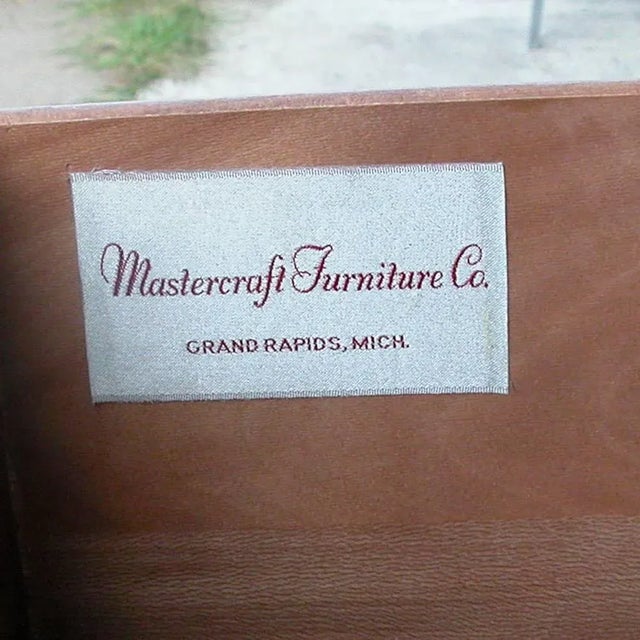 Mastercraft Furniture Co.
GRAND RAPIDS, MICH.